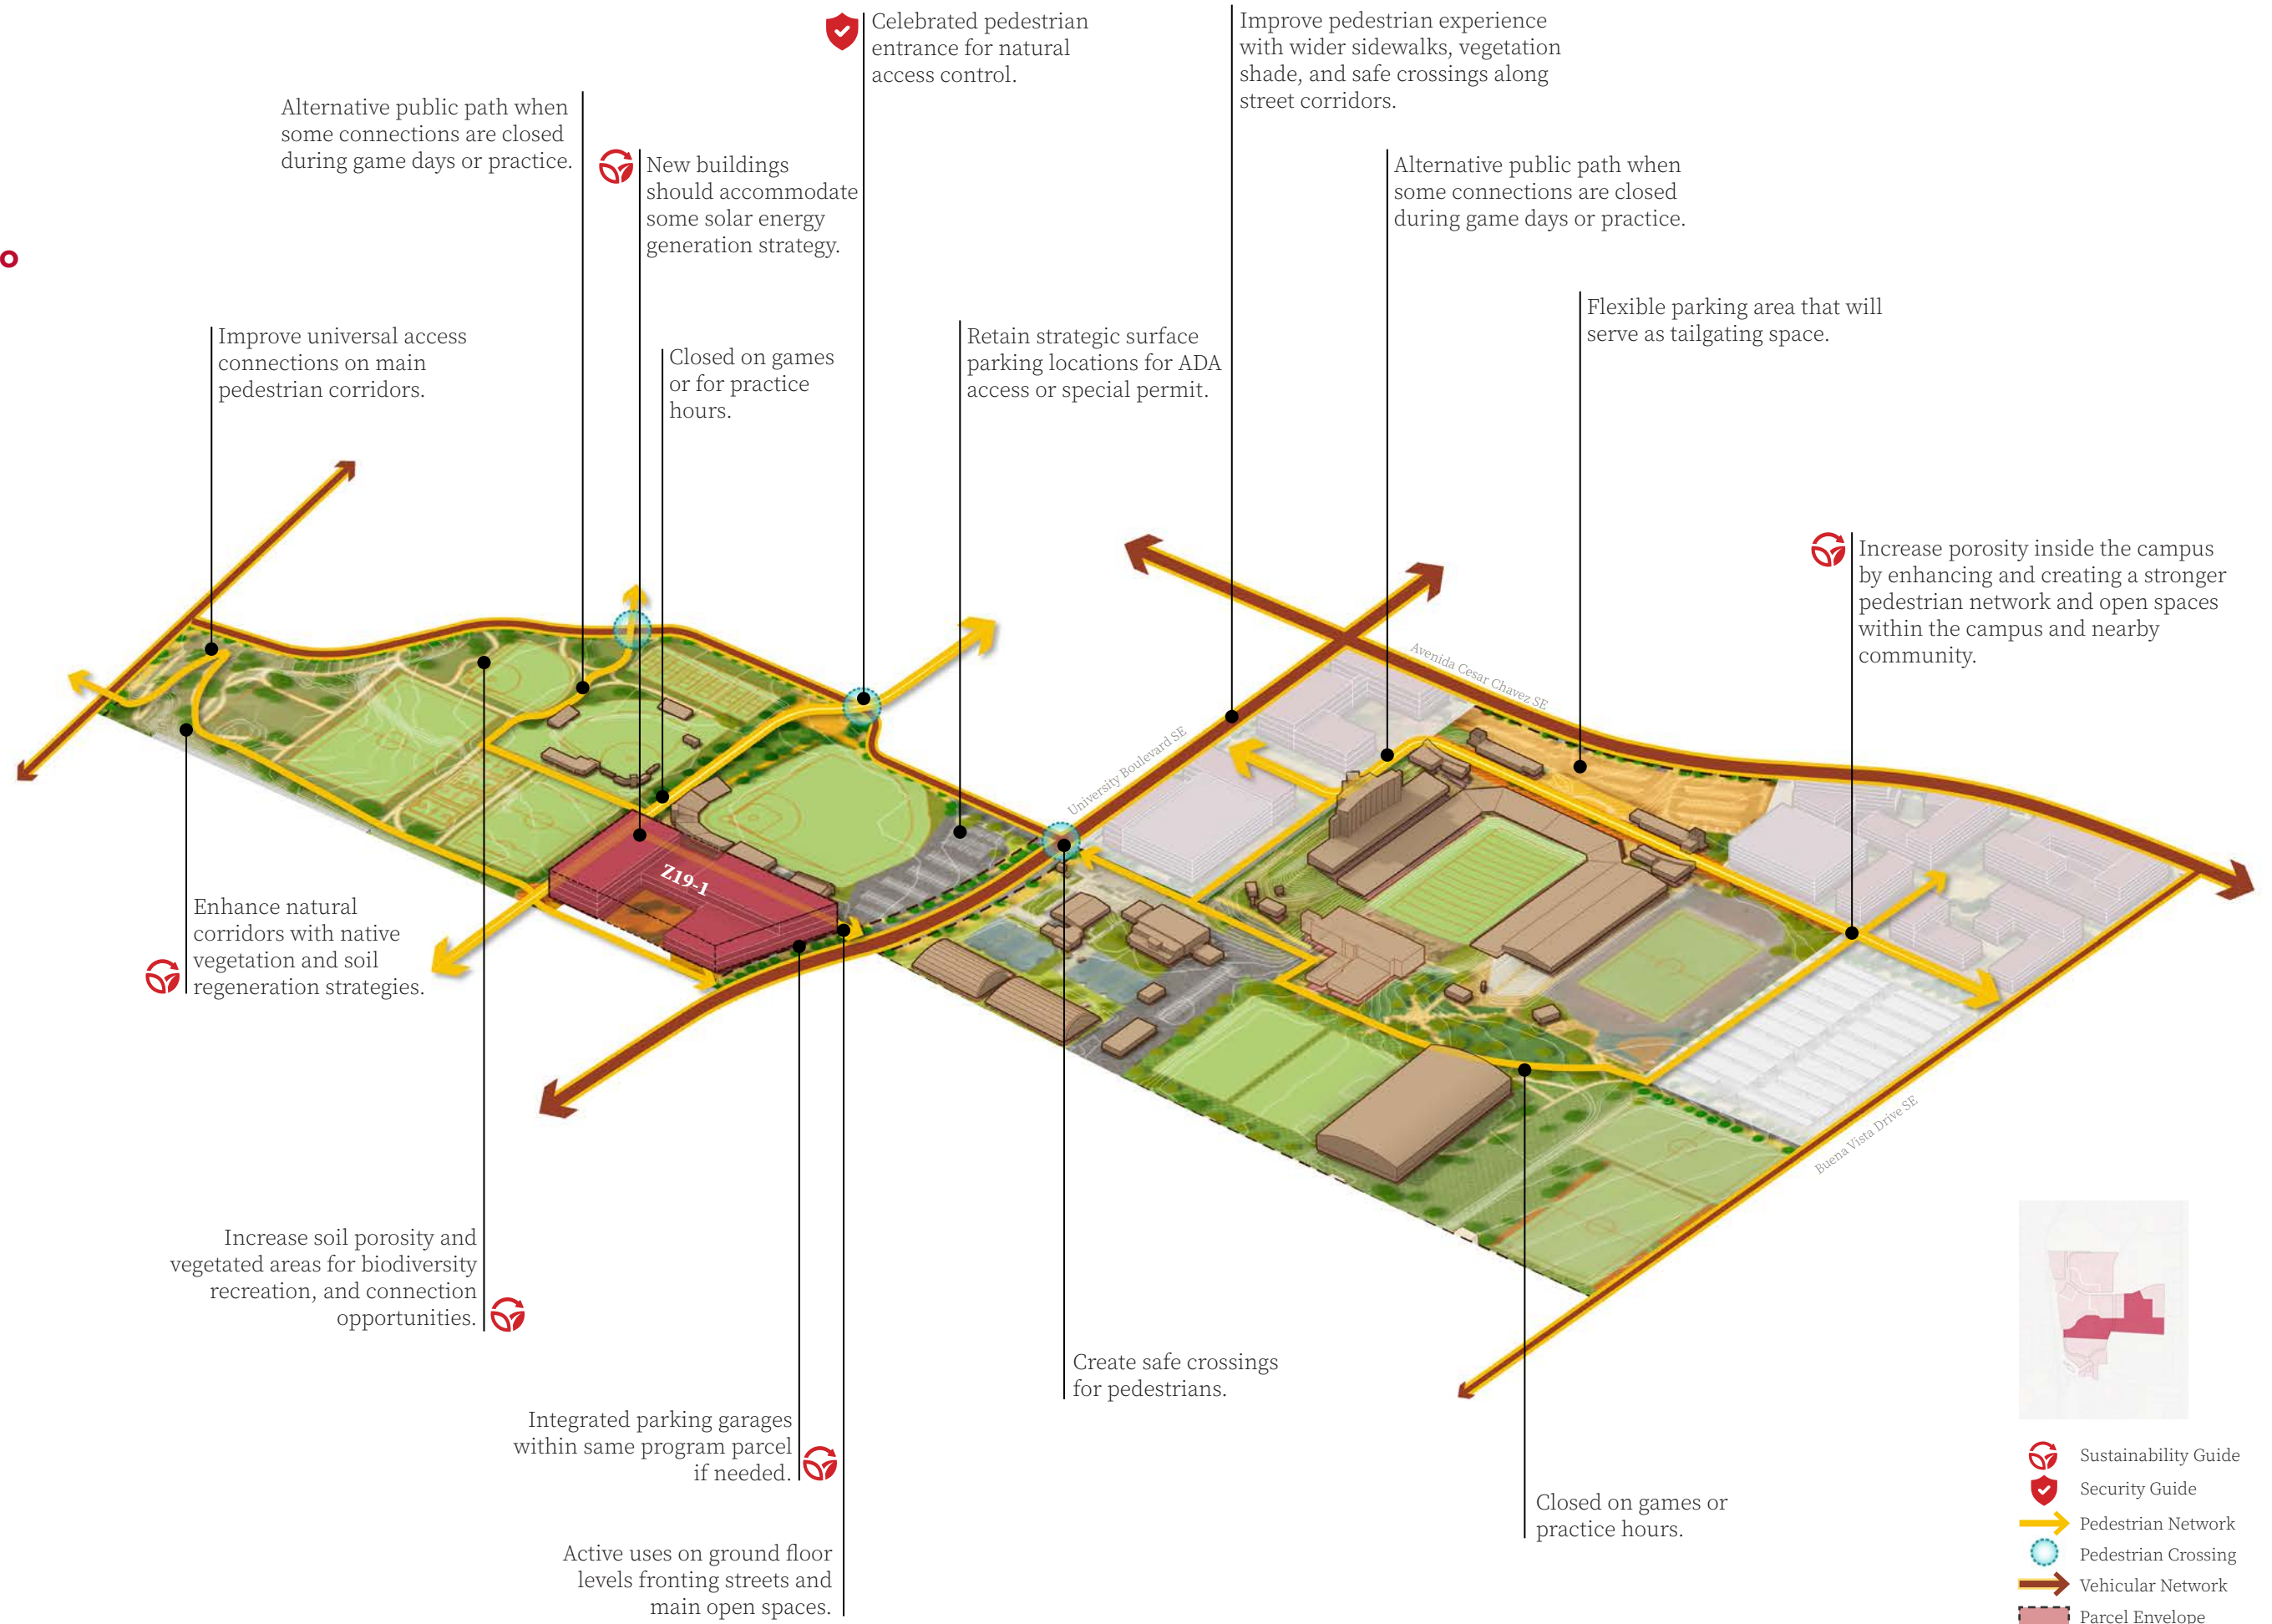 Celebrated pedestrian
entrance for natural
access control.
Improve pedestrian experience
with wider sidewalks, vegetation
shade, and safe crossings along
street corridors.
Alternative public path when
some connections are closed
during game days or practice.
New buildings
should accommodate
some solar energy
generation strategy.
Alternative public path when
some connections are closed
during game days or practice.
Flexible parking area that will
serve as tailgating space.
Improve universal access
connections on main
pedestrian corridors.
Closed on games
or for practice
hours.
Retain strategic surface
parking locations for ADA
access or special permit.
Increase porosity inside the campus
by enhancing and creating a stronger
pedestrian network and open spaces
within the campus and nearby
community.
Avenida Cesar Chavez SE
University Boulevard SE
Z19-1
Enhance natural
corridors with native
vegetation and soil
regeneration strategies.
Buena Vista Drive SE
Increase soil porosity and
vegetated areas for biodiversity
recreation, and connection
opportunities.
Create safe crossings
for pedestrians.
Integrated parking garages
within same program parcel
if needed.
Closed on games or
practice hours.
Active uses on ground floor
levels fronting streets and
main open spaces.
Sustainability Guide
Security Guide
Pedestrian Network
Pedestrian Crossing
Vehicular Network
Parcel Envelope